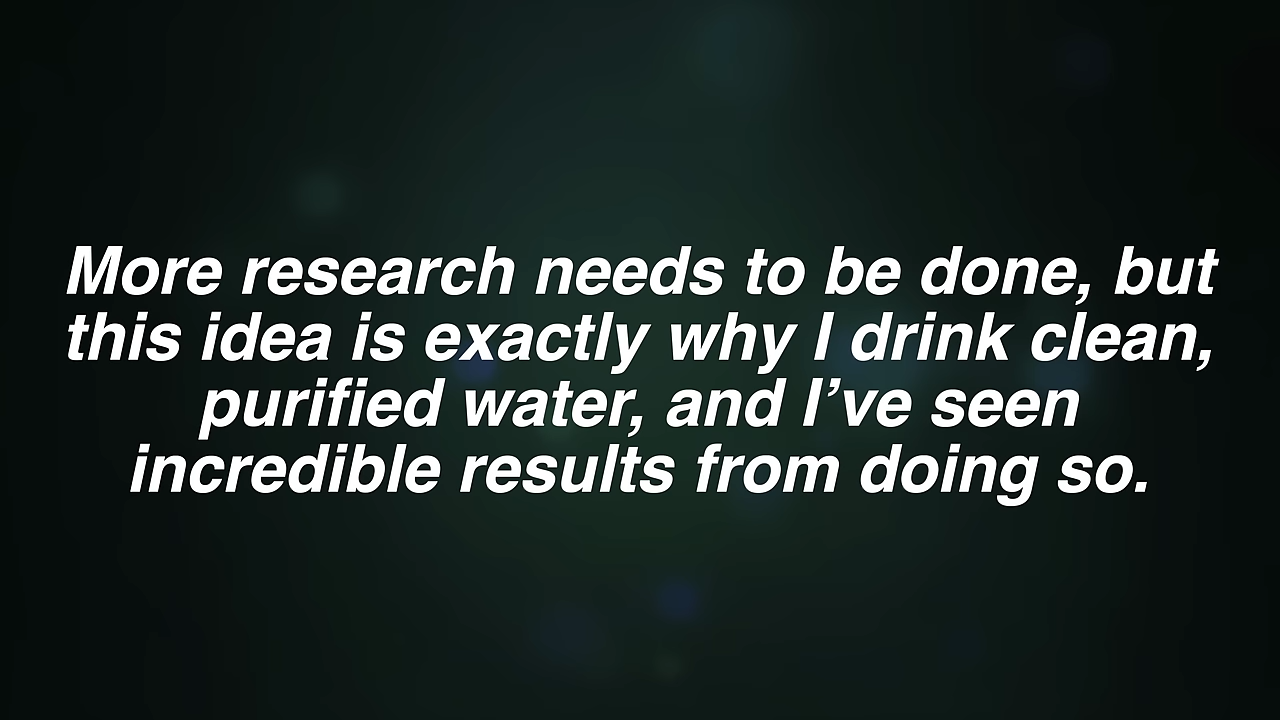 More research needs to be done, but
this idea is exactly why I drink clean,
purified water, and I’ve seen
incredible results from doing so.